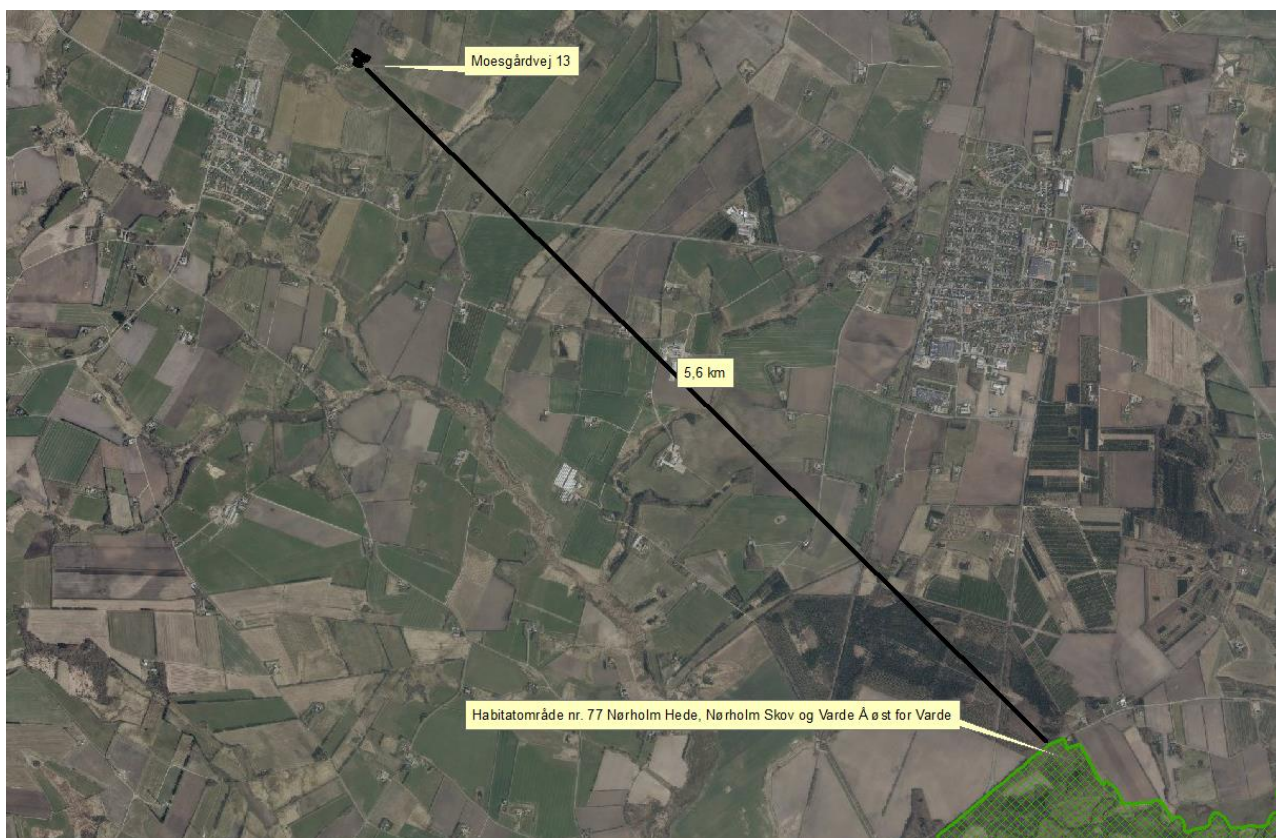 Moesgårdvej 13
5,6 km
Habitatområde nr. 77 Nørholm Hede, Nørholm Skov og Varde Å øst for Varde